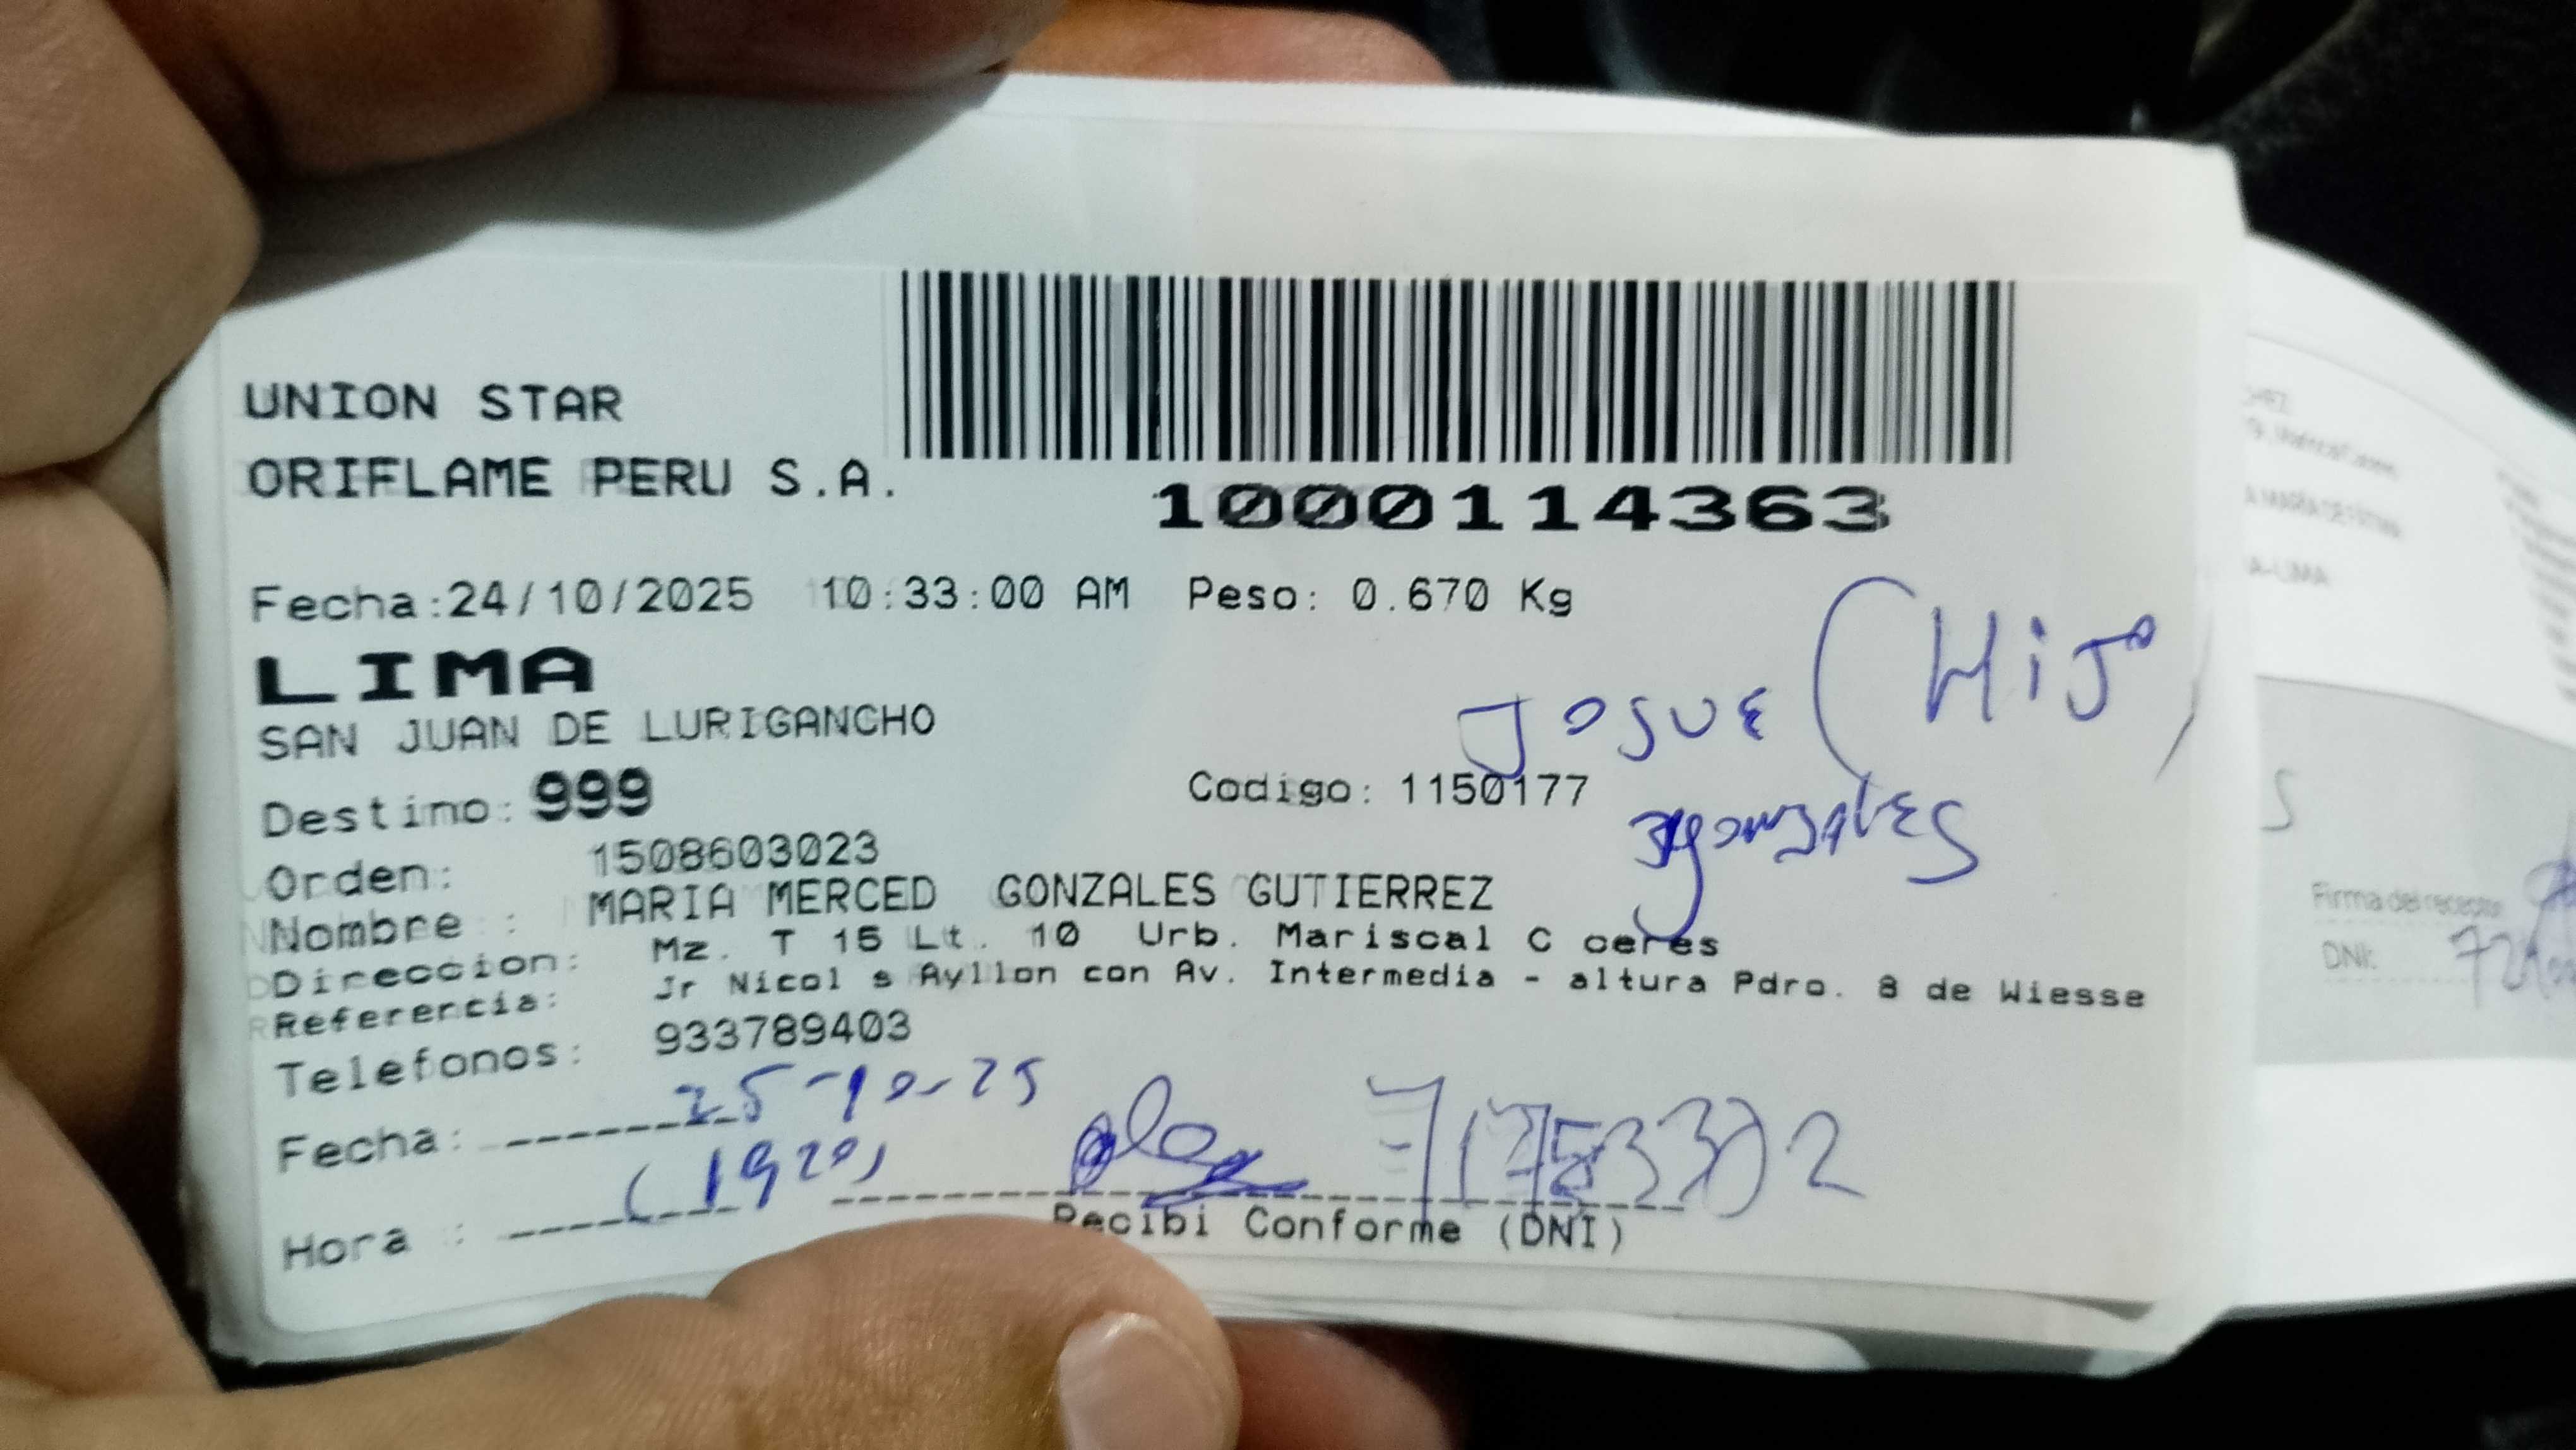 UNION STAR
ORIFLAME PERU S.A.
1000114363
Fecha:24/10/2025 10:33:00 AM Peso: 0.670 Kg
LIMA
SAN JUAN DE LURIGANCHO
JOSUE (HiJo)
Destino: 999
Codigo: 1150177
Orden: 1508603023
Nombre : MARIA MERCED GONZALES GUTIERREZ
Direccion: Mz. T 15 Lt. 10 Urb. Mariscal C ceres
Referencia: Jr Nicol s Ayllon con Av. Intermedia - altura Pdro. 8 de Wiesse
Telefonos: 933789403
Fecha: 25-10-25
Hora : (1920)
Recibi Conforme (DNI)
Firma del receptor
DNI: